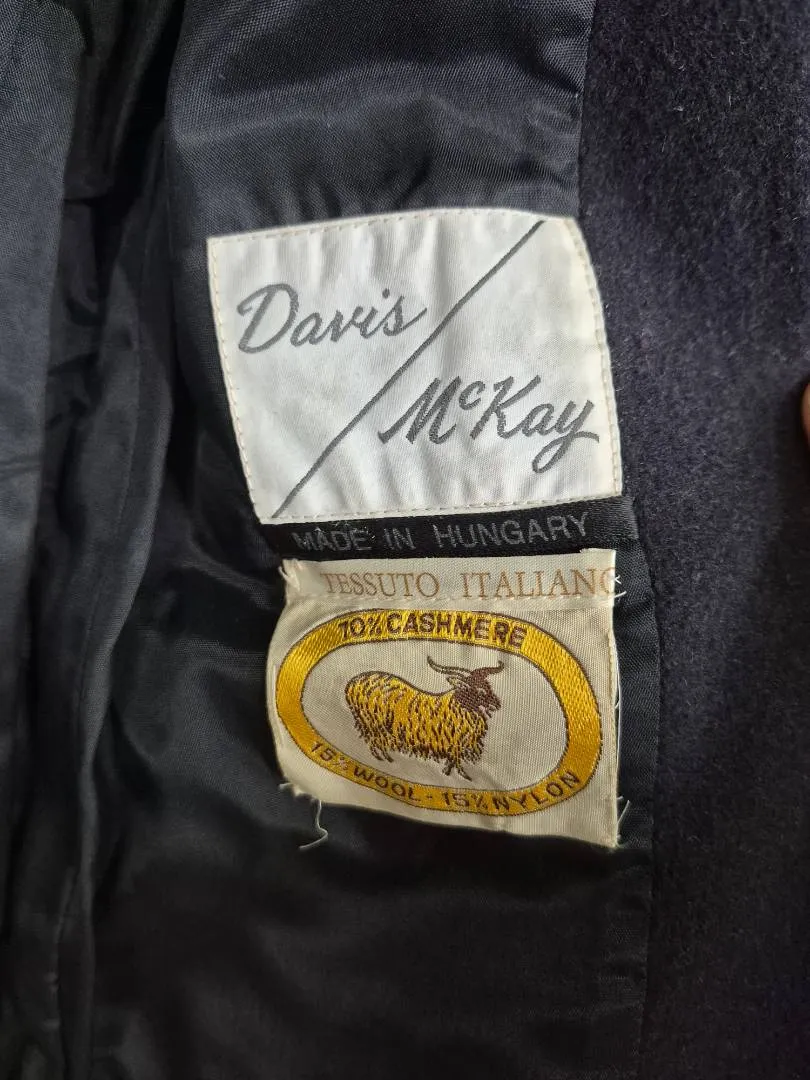 Davis
McKay
MADE IN HUNGARY
TESSUTO ITALIANO
70% CASHMERE
15% WOOL - 15% NYLON